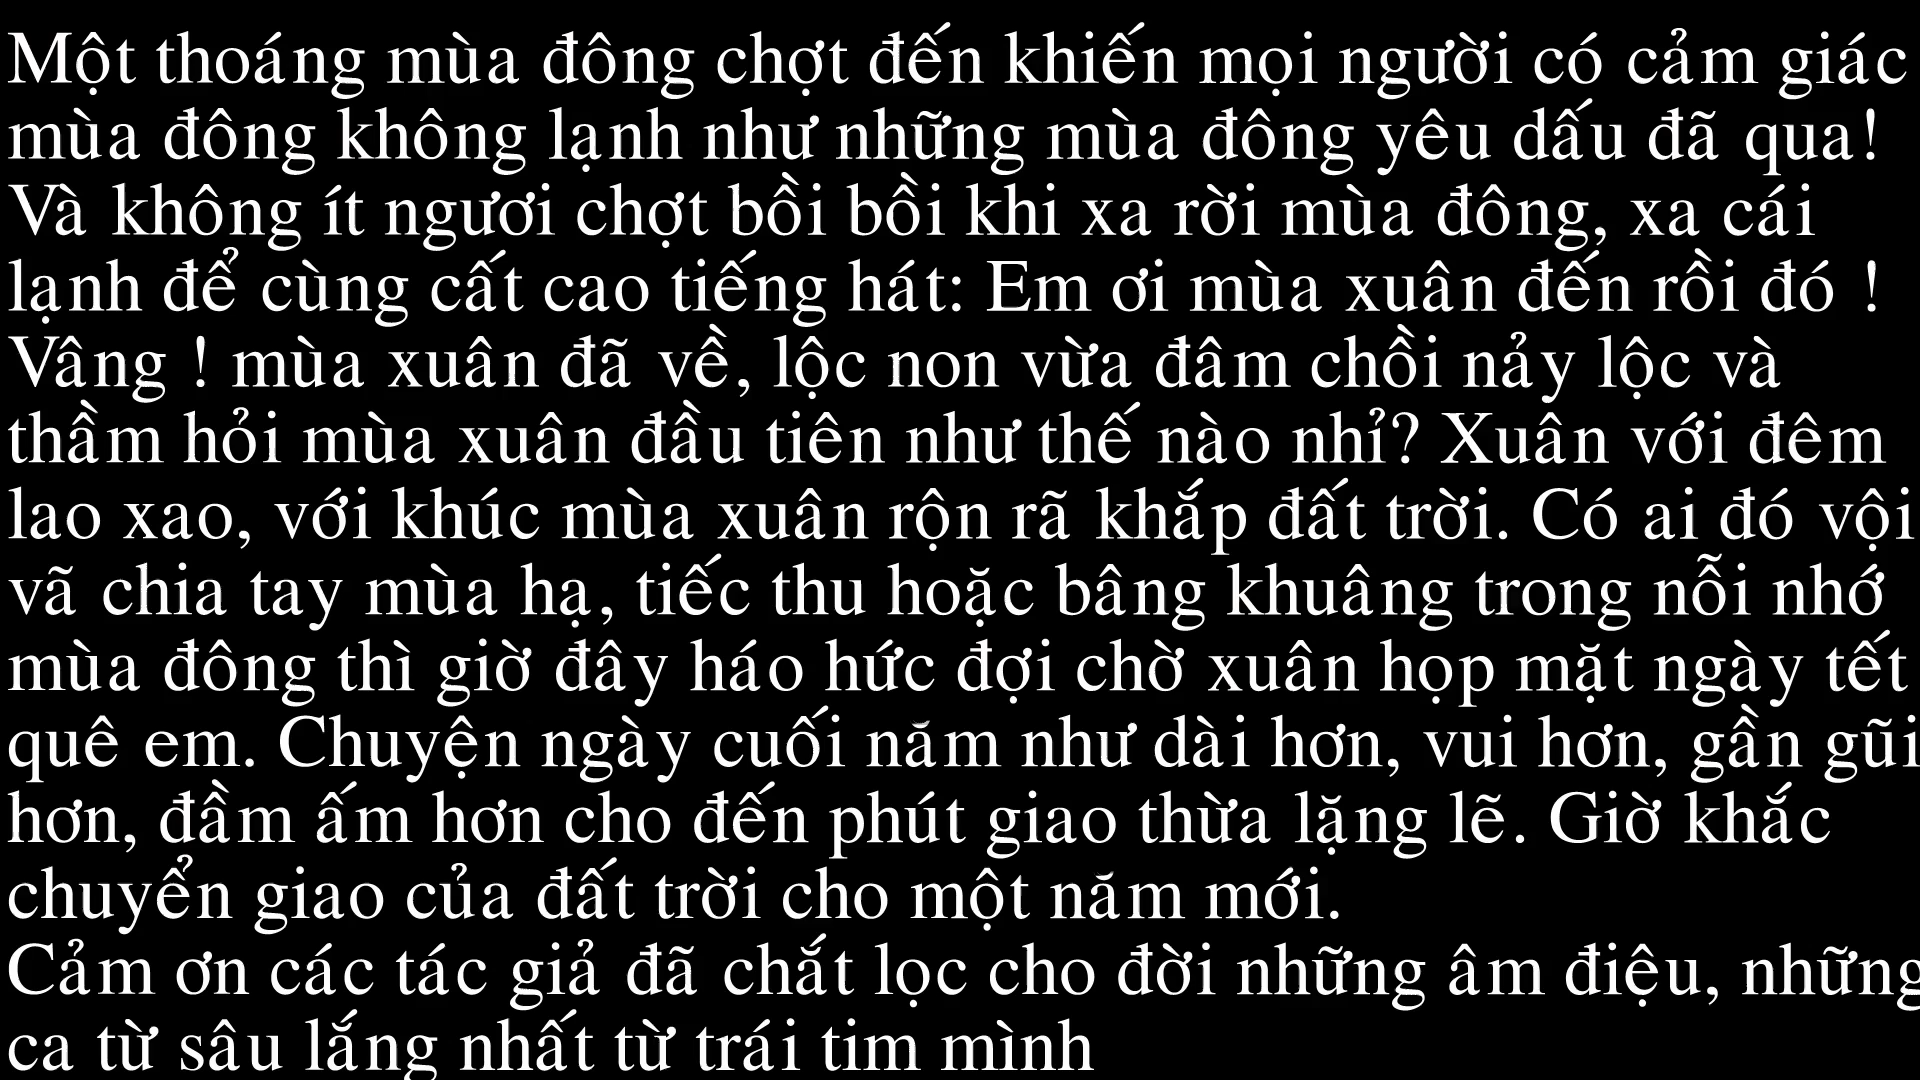 Một thoáng mùa đông chợt đến khiến mọi người có cảm giác
mùa đông không lạnh như những mùa đông yêu dấu đã qua!
Và không ít ngươi chợt bồi bồi khi xa rời mùa đông, xa cái
lạnh để cùng cất cao tiếng hát: Em ơi mùa xuân đến rồi đó !
Vâng ! mùa xuân đã về, lộc non vừa đâm chồi nảy lộc và
thầm hỏi mùa xuân đầu tiên như thế nào nhỉ? Xuân với đêm
lao xao, với khúc mùa xuân rộn rã khắp đất trời. Có ai đó vội
vã chia tay mùa hạ, tiếc thu hoặc bâng khuâng trong nỗi nhớ
mùa đông thì giờ đây háo hức đợi chờ xuân họp mặt ngày tết
quê em. Chuyện ngày cuối năm như dài hơn, vui hơn, gần gũi
hơn, đầm ấm hơn cho đến phút giao thừa lặng lẽ. Giờ khắc
chuyển giao của đất trời cho một năm mới.
Cảm ơn các tác giả đã chắt lọc cho đời những âm điệu, những
ca từ sâu lắng nhất từ trái tim mình